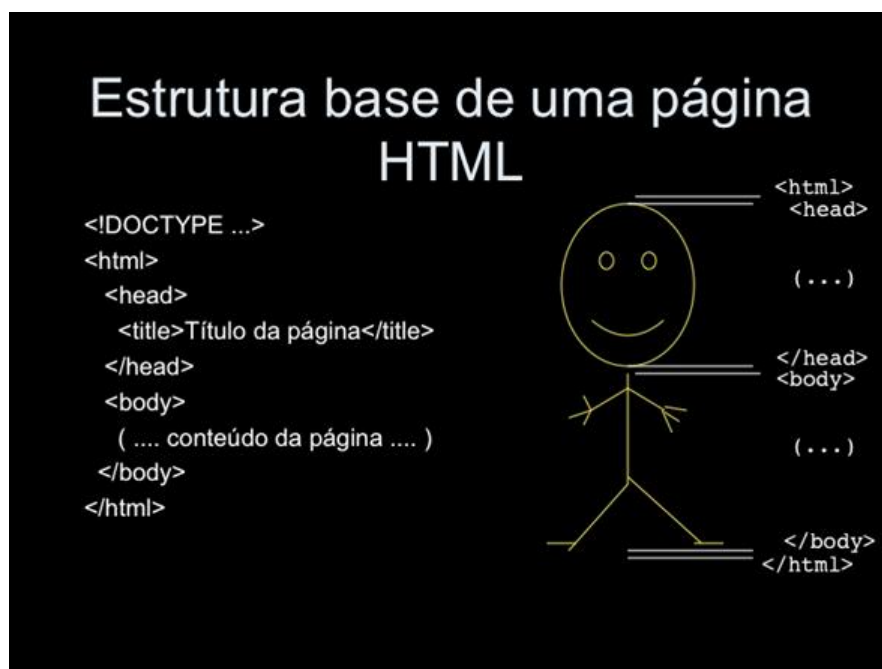 Estrutura base de uma página
HTML
<!DOCTYPE ...>
<html>
<head>
<title>Título da página</title>
</head>
<body>
( .... conteúdo da página .... )
</body>
</html>
<html>
<head>
(...)
</head>
<body>
(...)
</body>
</html>